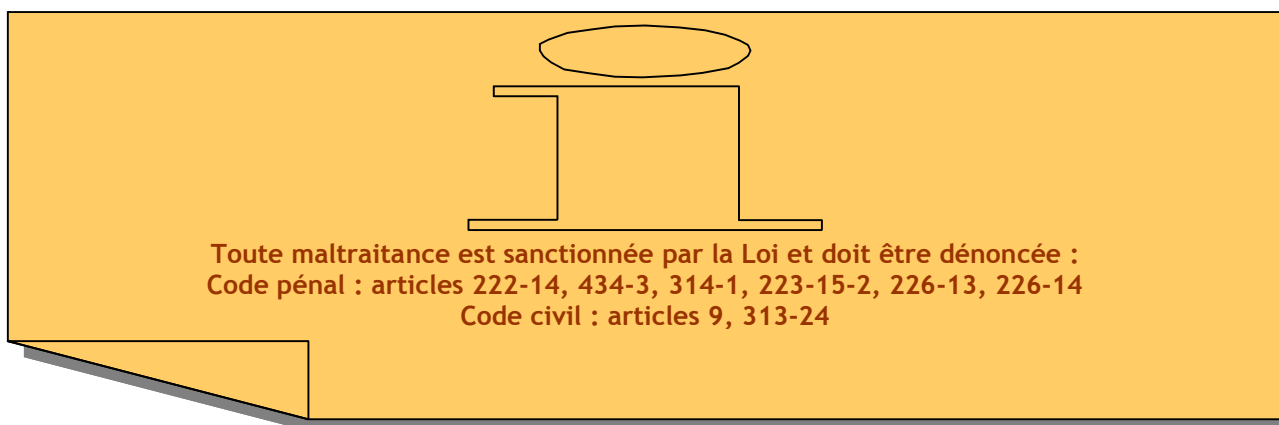 Toute maltraitance est sanctionnée par la Loi et doit être dénoncée :
Code pénal : articles 222-14, 434-3, 314-1, 223-15-2, 226-13, 226-14
Code civil : articles 9, 313-24